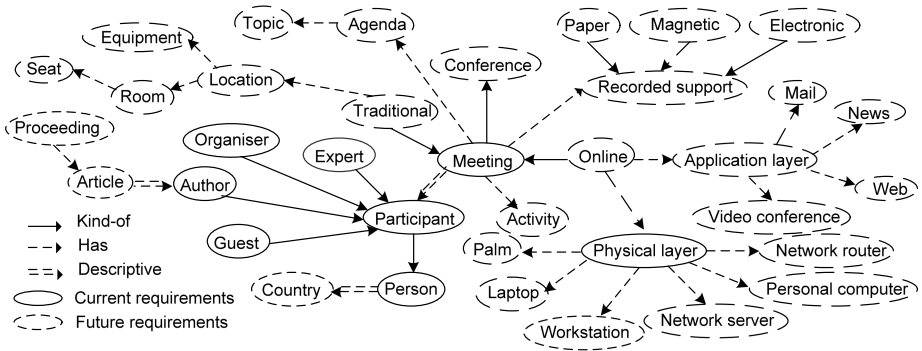 Topic
Agenda
Paper
Magnetic
Electronic
Equipment
Conference
Seat
Location
Recorded support
Room
Traditional
Mail
News
Proceeding
Organiser
Expert
Meeting
Online
Application layer
Article
Author
Web
Participant
Activity
Video conference
Kind-of
Guest
Palm
Physical layer
Network router
Has
Descriptive
Country
Person
Laptop
Personal computer
Current requirements
Workstation
Network server
Future requirements